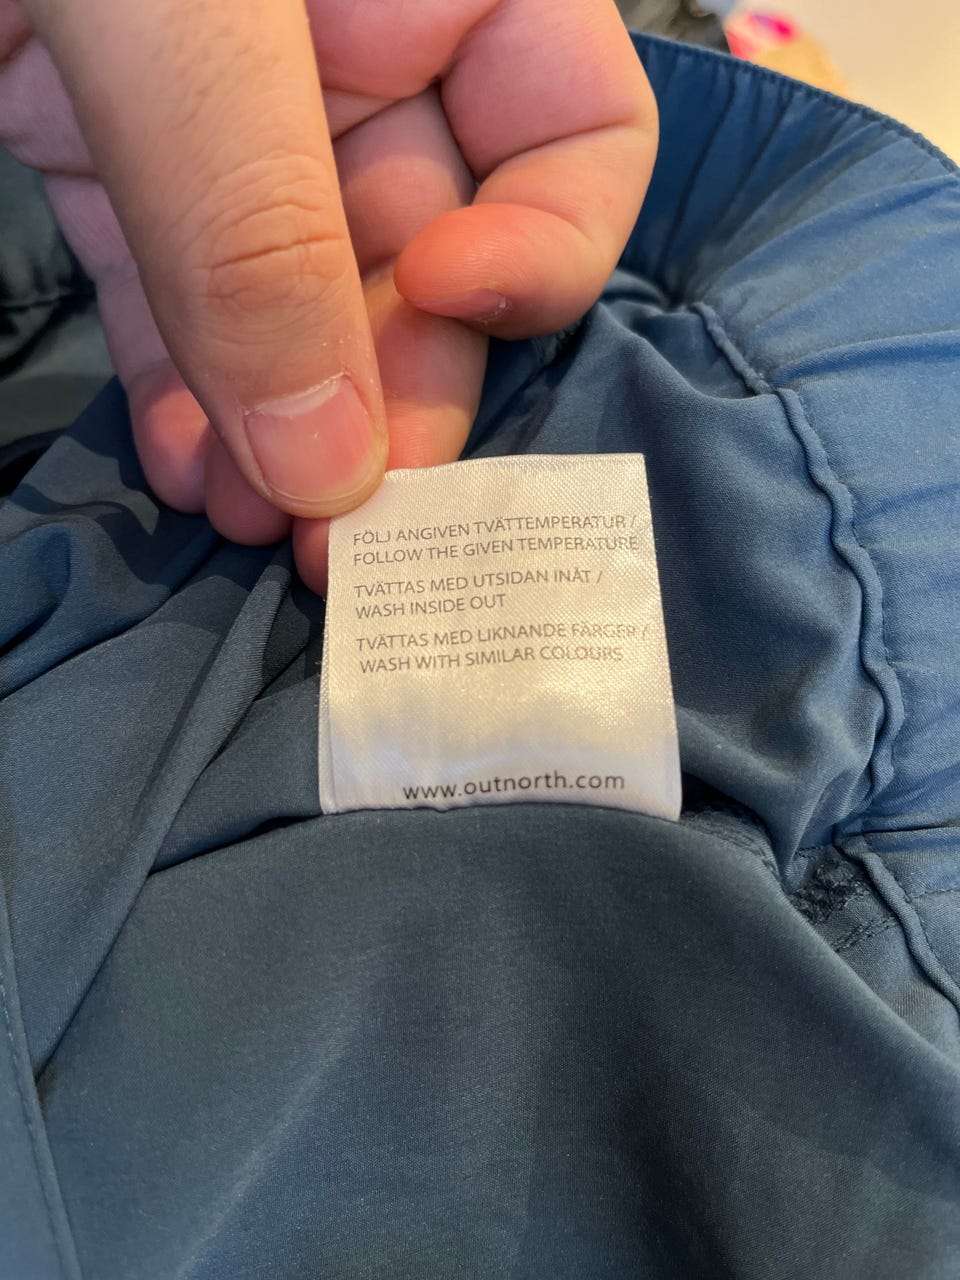 FÖLJ ANGIVEN TVÄTTEMPERATUR /
FOLLOW THE GIVEN TEMPERATURE
TVÄTTAS MED UTSIDAN INÅT /
WASH INSIDE OUT
TVÄTTAS MED LIKNANDE FÄRGER /
WASH WITH SIMILAR COLOURS
www.outnorth.com